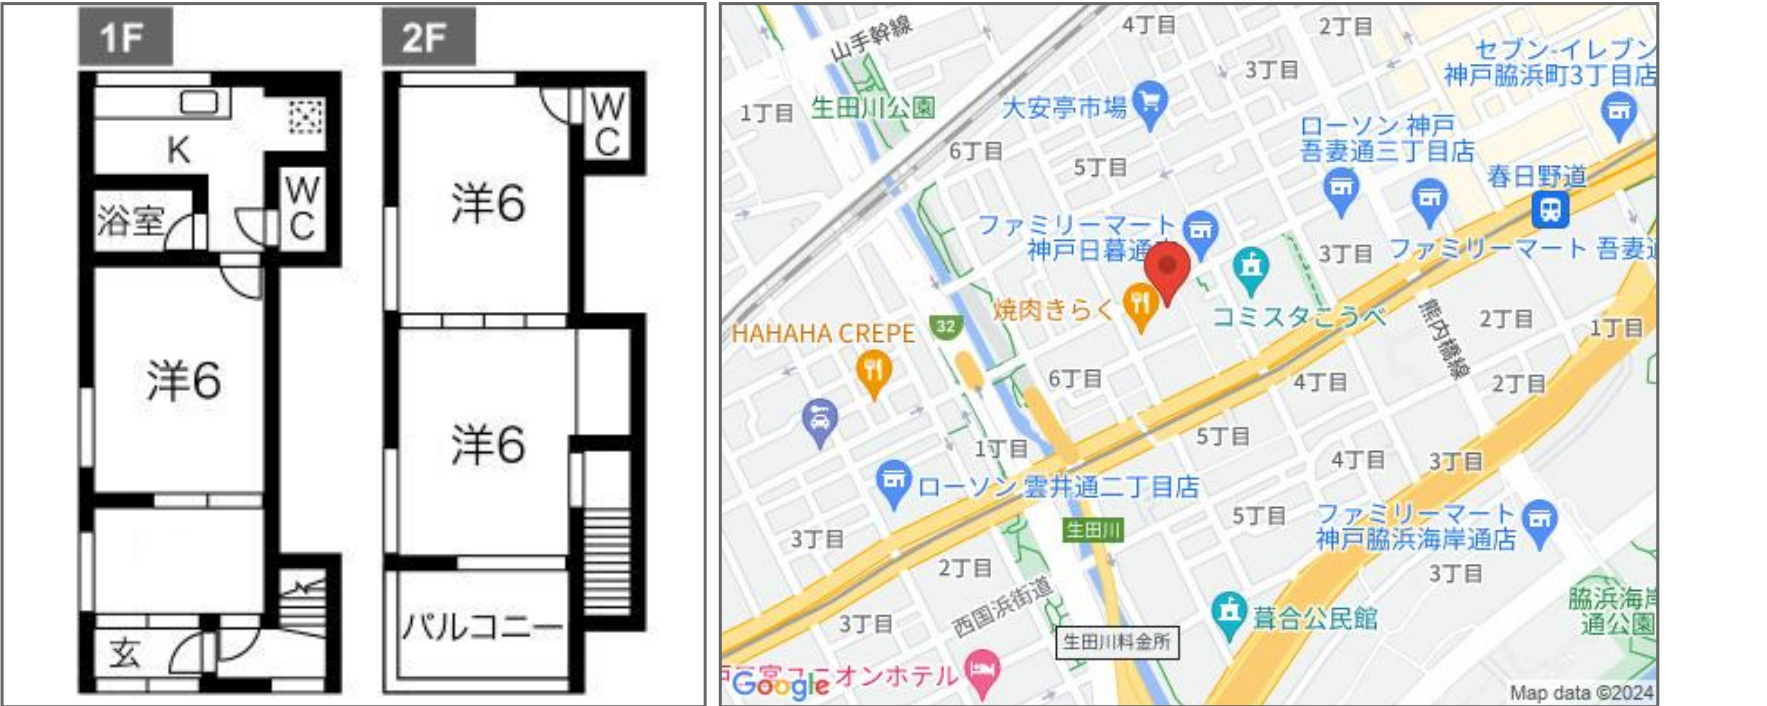 1F
K
浴室
WC
洋6
玄
2F
WC
洋6
洋6
バルコニー
山手幹線
4丁目
2丁目
セブン-イレブン
神戸脇浜町3丁目店
3丁目
1丁目
生田川公園
大安亭市場
ローソン 神戸
吾妻通三丁目店
6丁目
5丁目
春日野道
ファミリーマート
神戸日暮通
3丁目
ファミリーマート 吾妻通
コミスタこうべ
焼肉きらく
32
HAHAHA CREPE
熊内橋線
2丁目
1丁目
6丁目
4丁目
2丁目
1丁目
5丁目
4丁目
3丁目
ローソン 雲井通二丁目店
生田川
5丁目
ファミリーマート
神戸脇浜海岸通店
3丁目
2丁目
3丁目
西国浜街道
3丁目
葺合公民館
脇浜海岸
通公園
生田川料金所
オンホテル
Google
Map data ©2024